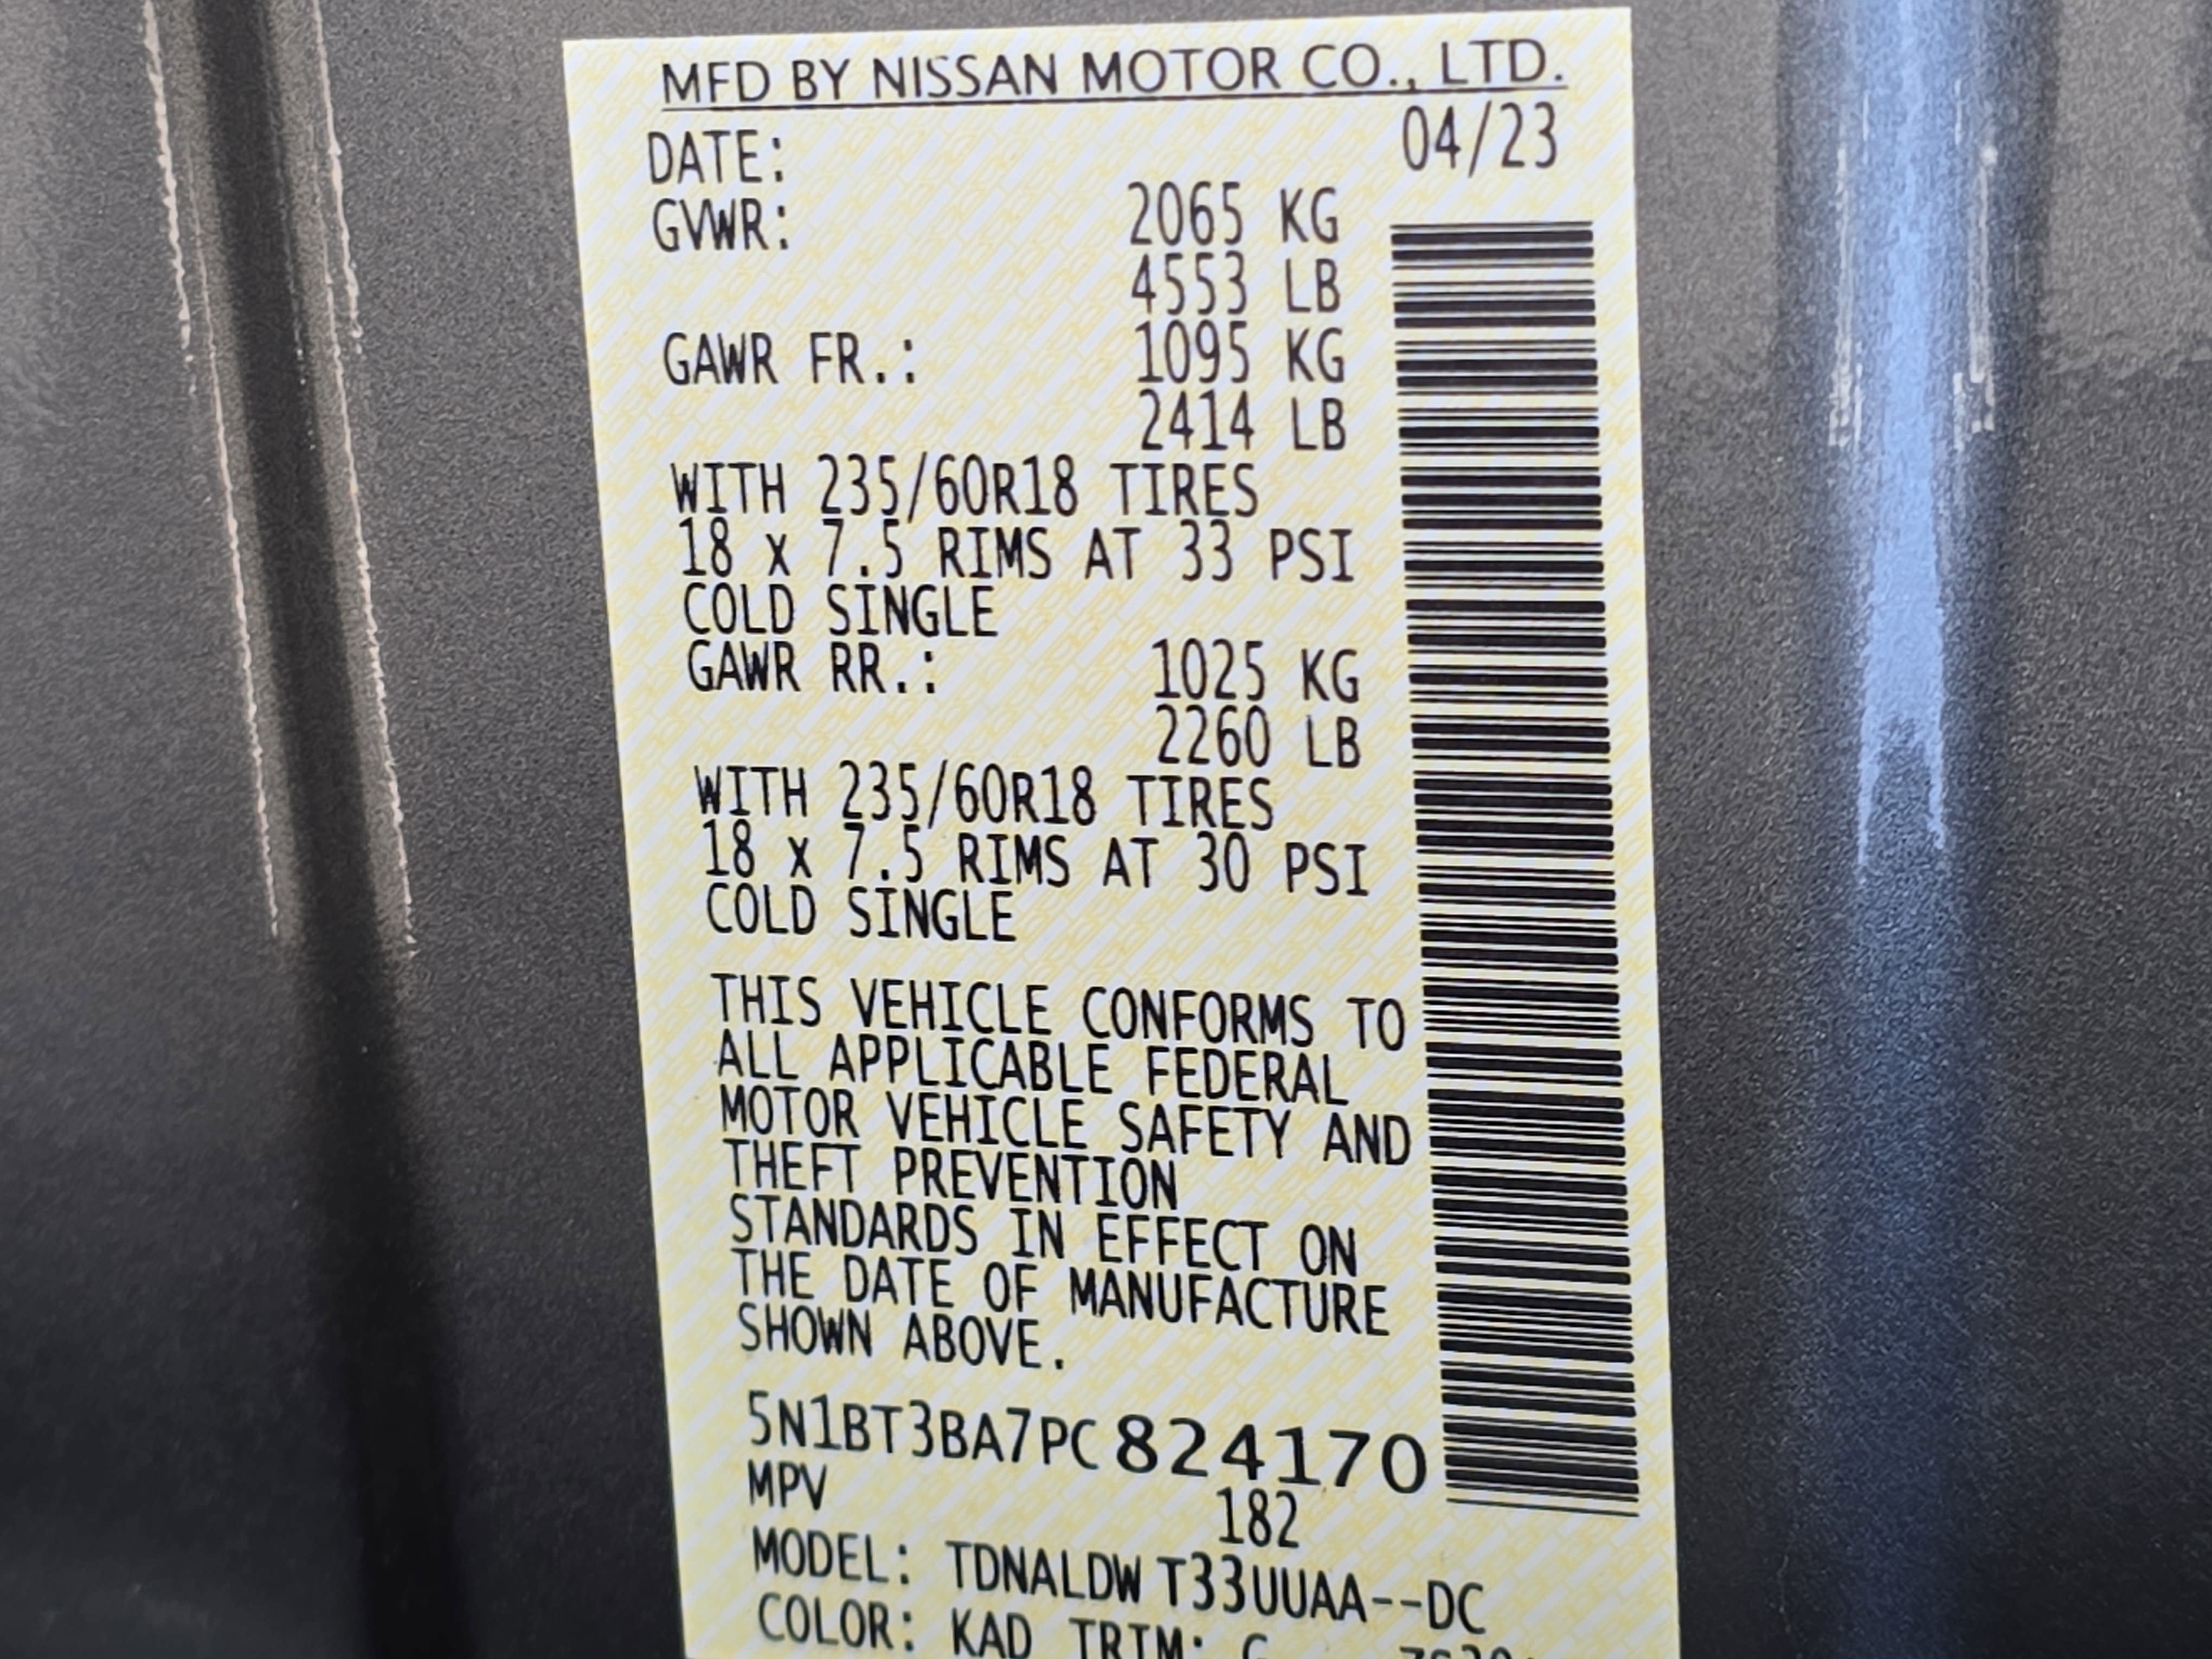 MFD BY NISSAN MOTOR CO., LTD.
DATE: 04/23
GVWR: 2065 KG
4553 LB
GAWR FR.: 1095 KG
2414 LB
WITH 235/60R18 TIRES
18 x 7.5 RIMS AT 33 PSI
COLD SINGLE
GAWR RR.: 1025 KG
2260 LB
WITH 235/60R18 TIRES
18 x 7.5 RIMS AT 30 PSI
COLD SINGLE
THIS VEHICLE CONFORMS TO
ALL APPLICABLE FEDERAL
MOTOR VEHICLE SAFETY AND
THEFT PREVENTION
STANDARDS IN EFFECT ON
THE DATE OF MANUFACTURE
SHOWN ABOVE.
5N1BT3BA7PC824170
MPV 182
MODEL: TDNALDW T33UUAA--DC
COLOR: KAD TRIM: G